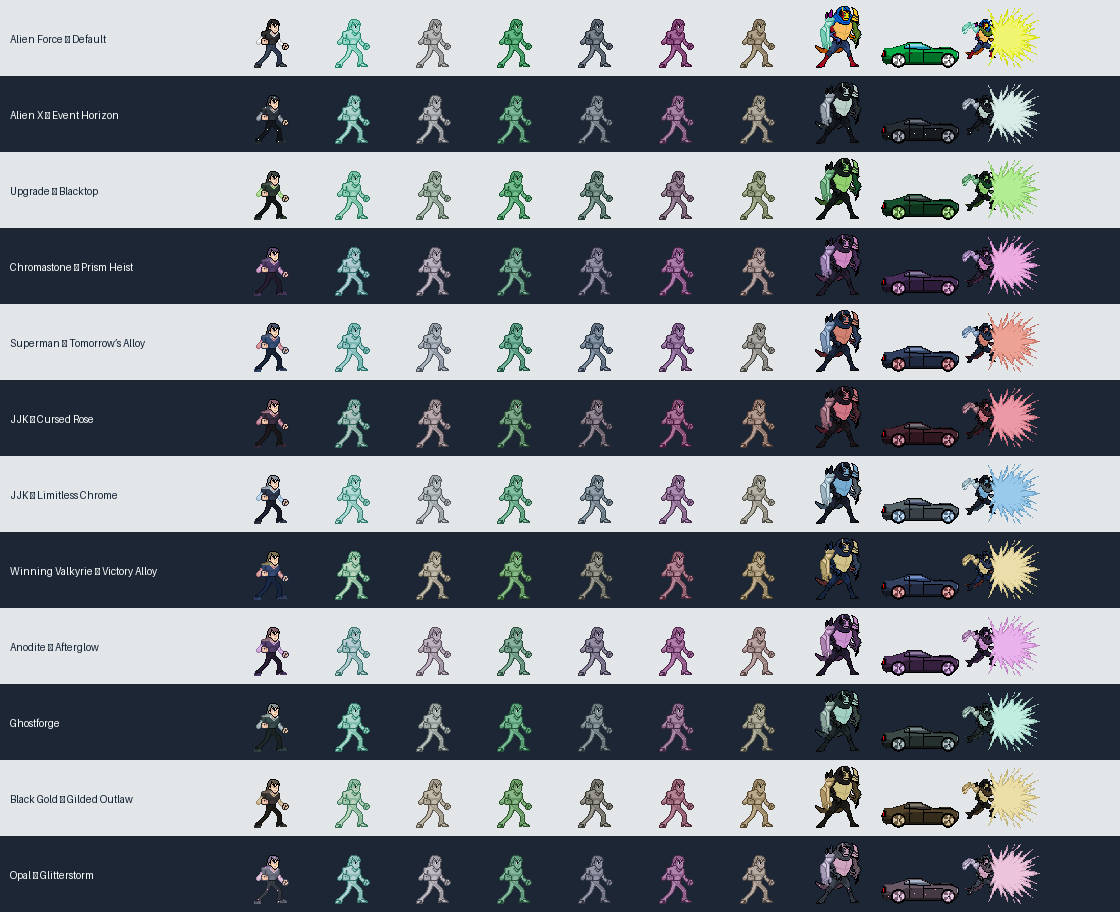 Alien Force ▯ Default
Alien X ▯ Event Horizon
Upgrade ▯ Blacktop
Chromastone ▯ Prism Heist
Superman ▯ Tomorrow's Alloy
JJK ▯ Cursed Rose
JJK ▯ Limitless Chrome
Winning Valkyrie ▯ Victory Alloy
Anodite ▯ Afterglow
Ghostforge
Black Gold ▯ Gilded Outlaw
Opal ▯ Glitterstorm